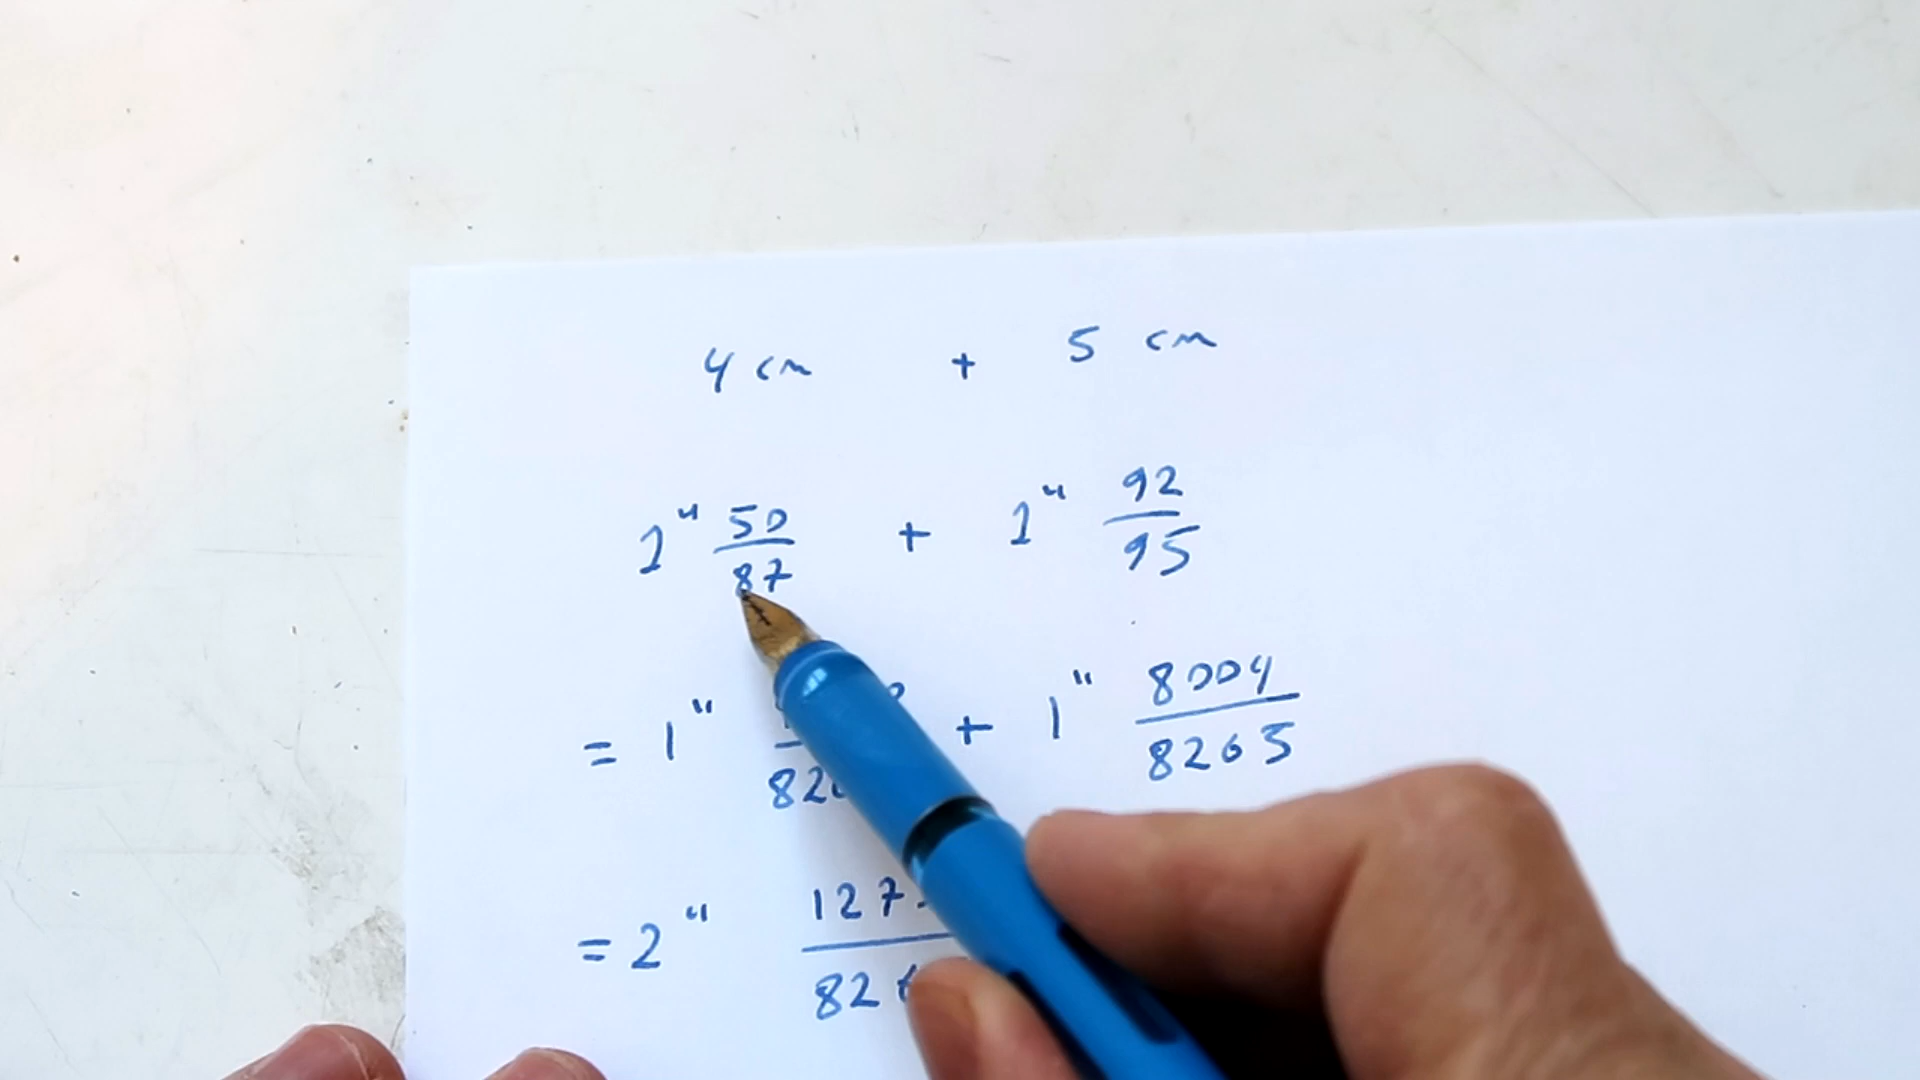 4 cm + 5 cm
1" 50/87 + 1" 92/95
= 1" + 1" 8004/8265
= 2"